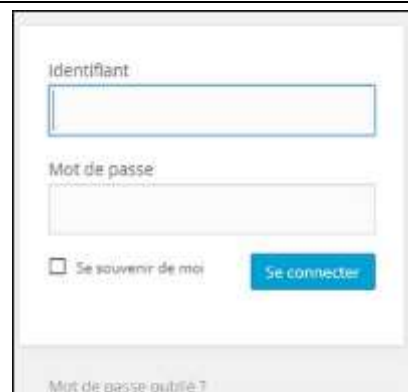 Identifiant
Mot de passe
Se souvenir de moi
Se connecter
Mot de passe oublié ?